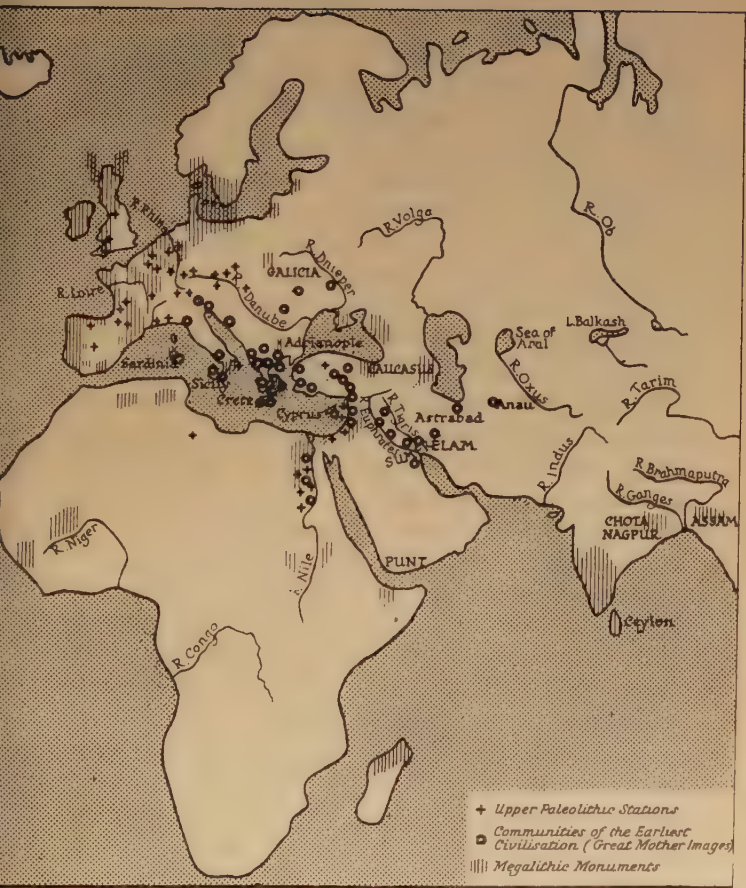 R. Rhine
R. Loire
R. Danube
GALICIA
R. Dnieper
R. Volga
R. Ob
Adrianople
CAUCASUS
Sea of
Aral
L. Balkash
R. Oxus
R. Tarim
Sardinia
Sicily
Crete
Cyprus
R. Euphrates
R. Tigris
Astrabad
Anau
ELAM
R. Indus
R. Brahmaputra
R. Ganges
CHOTA
NAGPUR
ASSAM
R. Niger
R. Nile
PUNT
Ceylon
R. Congo
Upper Paleolithic Stations
Communities of the Earliest
Civilisation (Great Mother Images)
Megalithic Monuments